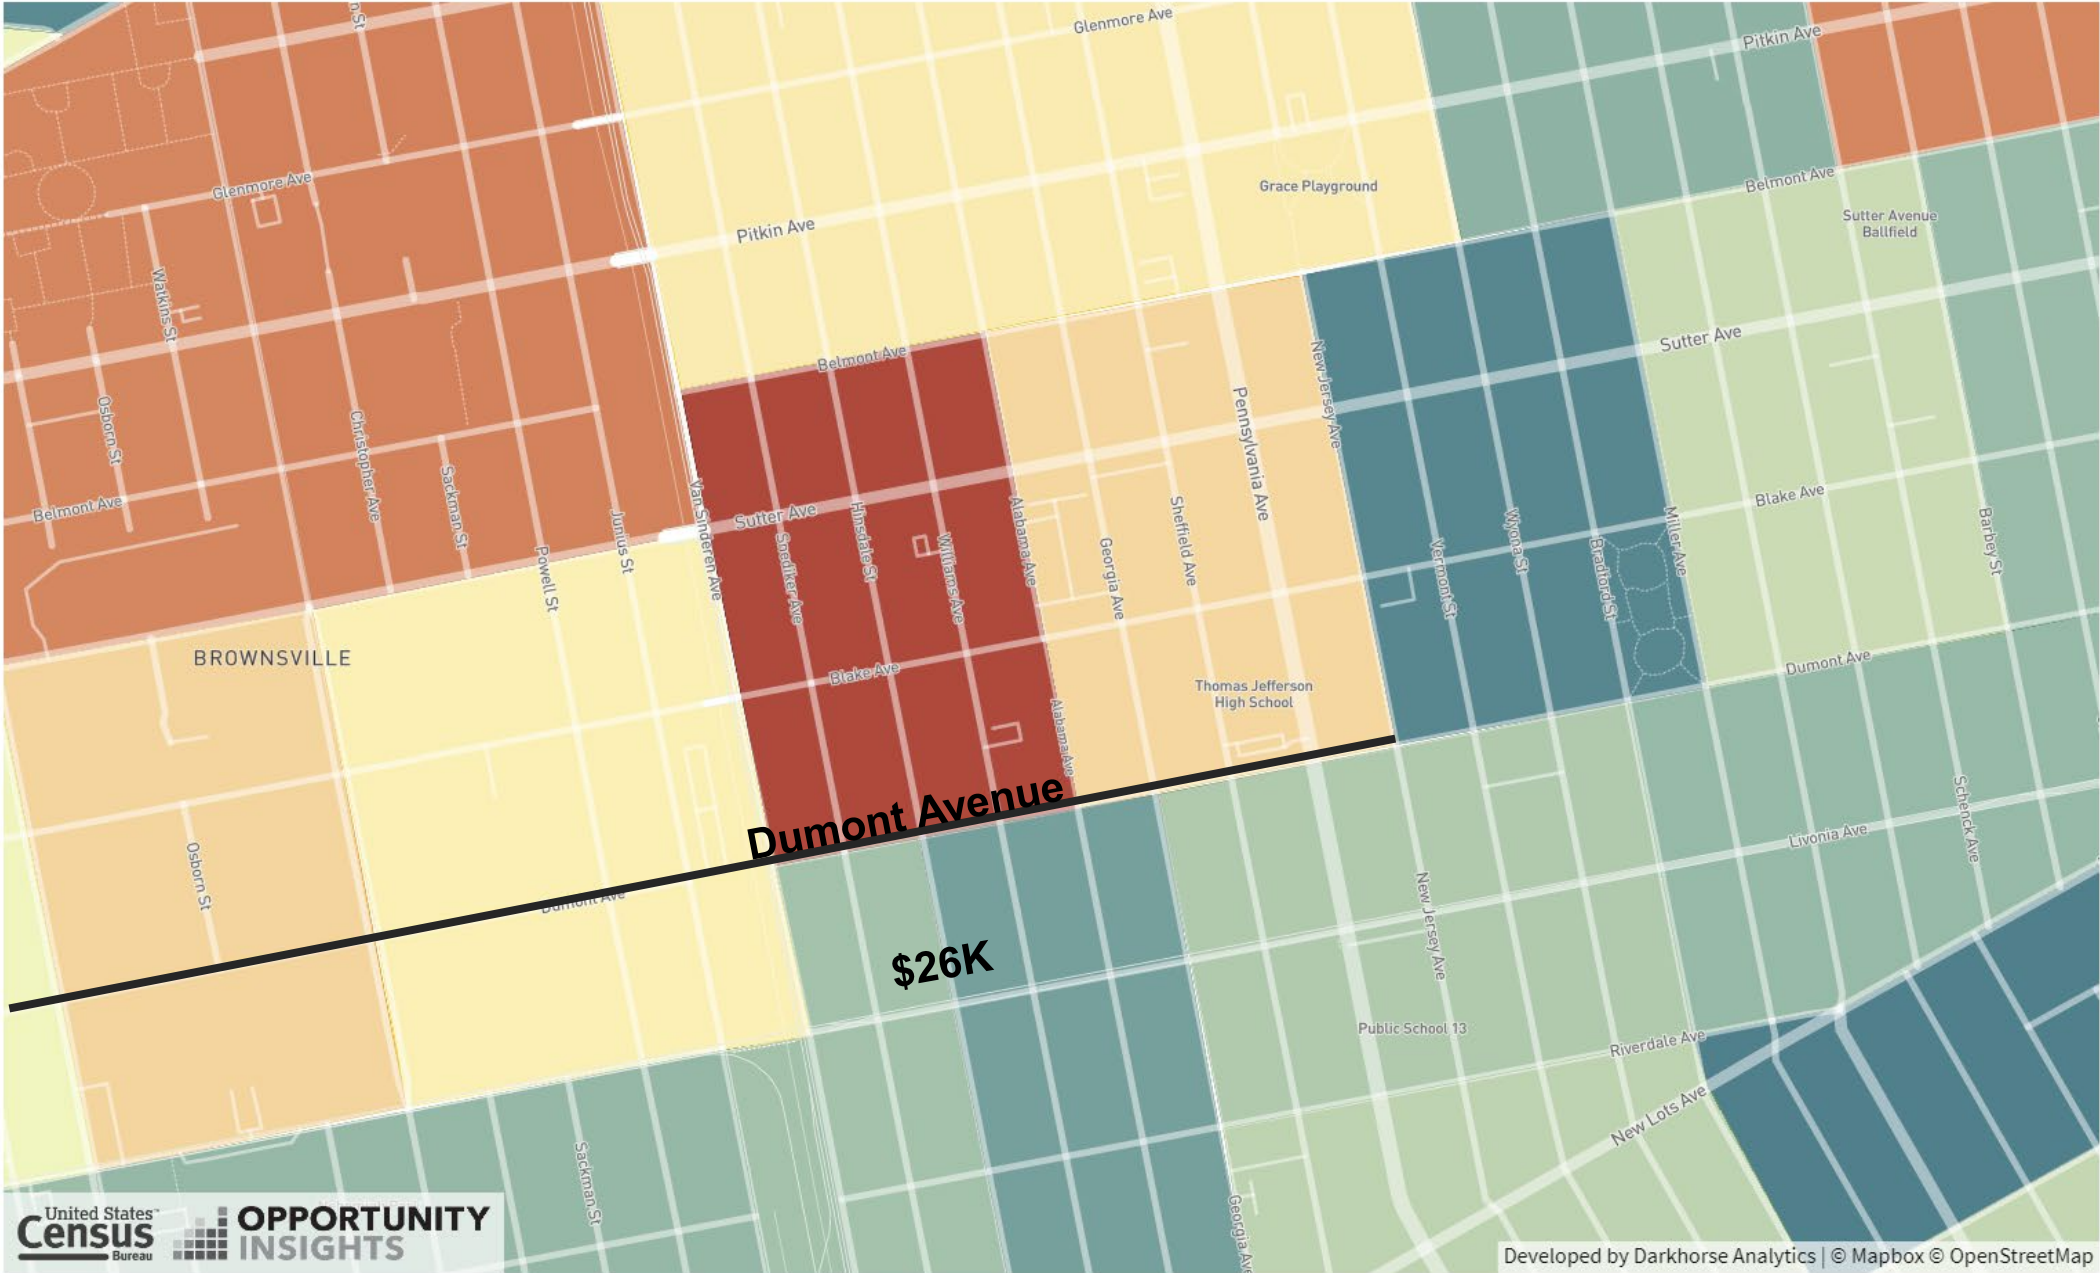 n St
Glenmore Ave
Pitkin Ave
Glenmore Ave
Grace Playground
Belmont Ave
Sutter Avenue
Ballfield
Pitkin Ave
Watkins St
Belmont Ave
Sutter Ave
New Jersey Ave
Pennsylvania Ave
Osborn St
Christopher Ave
Sackman St
Belmont Ave
Van Sinderen Ave
Sutter Ave
Junius St
Powell St
Snediker Ave
Hinsdale St
Williams Ave
Alabama Ave
Georgia Ave
Sheffield Ave
Vermont St
Wyona St
Bradford St
Miller Ave
Blake Ave
Barbey St
BROWNSVILLE
Blake Ave
Thomas Jefferson
High School
Dumont Ave
Alabama Ave
Dumont Avenue
Osborn St
Dumont Ave
Schenck Ave
Livonia Ave
New Jersey Ave
$26K
Public School 13
Riverdale Ave
New Lots Ave
Sackman St
Georgia Ave
United States
Census
Bureau
OPPORTUNITY
INSIGHTS
Developed by Darkhorse Analytics | © Mapbox © OpenStreetMap